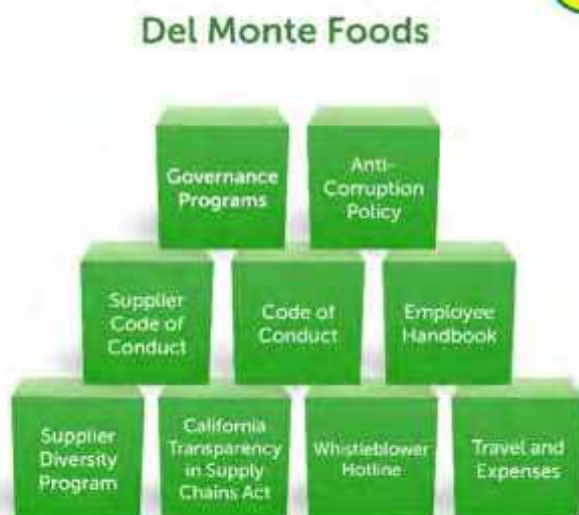 Del Monte Foods
Governance
Programs
Anti-
Corruption
Policy
Supplier
Code of
Conduct
Code of
Conduct
Employee
Handbook
Supplier
Diversity
Program
California
Transparency
in Supply
Chains Act
Whistleblower
Hotline
Travel and
Expenses